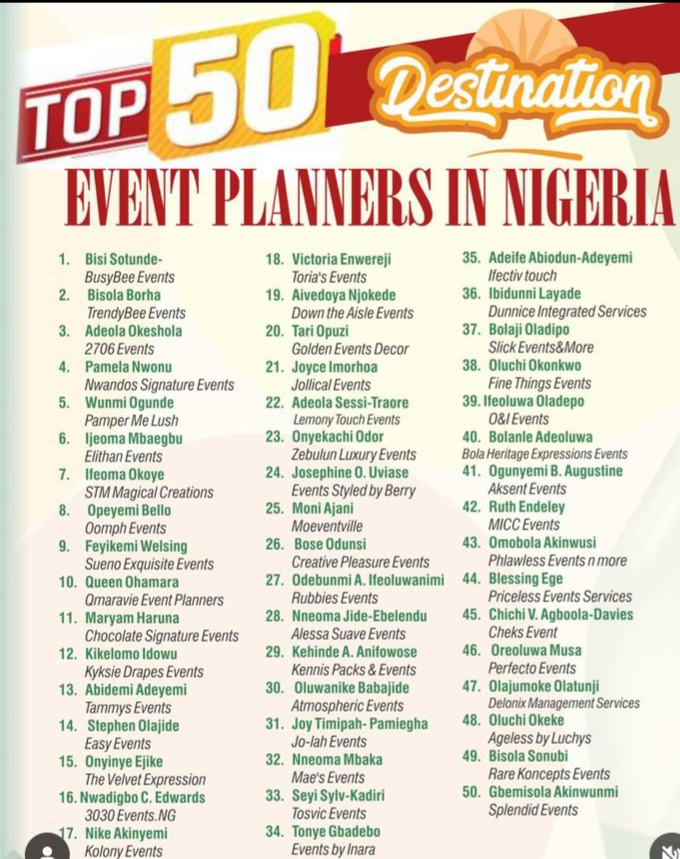 TOP 50
Destination
EVENT PLANNERS IN NIGERIA
1. Bisi Sotunde-
BusyBee Events
2. Bisola Borha
TrendyBee Events
3. Adeola Okeshola
2706 Events
4. Pamela Nwonu
Nwandos Signature Events
5. Wunmi Ogunde
Pamper Me Lush
6. Ijeoma Mbaegbu
Elithan Events
7. Ifeoma Okoye
STM Magical Creations
8. Opeyemi Bello
Oomph Events
9. Feyikemi Welsing
Sueno Exquisite Events
10. Queen Ohamara
Qmaravie Event Planners
11. Maryam Haruna
Chocolate Signature Events
12. Kikelomo Idowu
Kyksie Drapes Events
13. Abidemi Adeyemi
Tammys Events
14. Stephen Olajide
Easy Events
15. Onyinye Ejike
The Velvet Expression
16. Nwadigbo C. Edwards
3030 Events.NG
17. Nike Akinyemi
Kolony Events
18. Victoria Enwereji
Toria's Events
19. Aivedoya Njokede
Down the Aisle Events
20. Tari Opuzi
Golden Events Decor
21. Joyce Imorhoa
Jollical Events
22. Adeola Sessi-Traore
Lemony Touch Events
23. Onyekachi Odor
Zebulun Luxury Events
24. Josephine O. Uviase
Events Styled by Berry
25. Moni Ajani
Moeventville
26. Bose Odunsi
Creative Pleasure Events
27. Odebunmi A. Ifeoluwanimi
Rubbies Events
28. Nneoma Jide-Ebelendu
Alessa Suave Events
29. Kehinde A. Anifowose
Kennis Packs & Events
30. Oluwanike Babajide
Atmospheric Events
31. Joy Timipah- Pamiegha
Jo-lah Events
32. Nneoma Mbaka
Mae's Events
33. Seyi Sylv-Kadiri
Tosvic Events
34. Tonye Gbadebo
Events by Inara
35. Adeife Abiodun-Adeyemi
Ifectiv touch
36. Ibidunni Layade
Dunnice Integrated Services
37. Bolaji Oladipo
Slick Events&More
38. Oluchi Okonkwo
Fine Things Events
39. Ifeoluwa Oladepo
O&I Events
40. Bolanle Adeoluwa
Bola Heritage Expressions Events
41. Ogunyemi B. Augustine
Aksent Events
42. Ruth Endeley
MICC Events
43. Omobola Akinwusi
Phlawless Events n more
44. Blessing Ege
Priceless Events Services
45. Chichi V. Agboola-Davies
Cheks Event
46. Oreoluwa Musa
Perfecto Events
47. Olajumoke Olatunji
Delonix Management Services
48. Oluchi Okeke
Ageless by Luchys
49. Bisola Sonubi
Rare Koncepts Events
50. Gbemisola Akinwunmi
Splendid Events